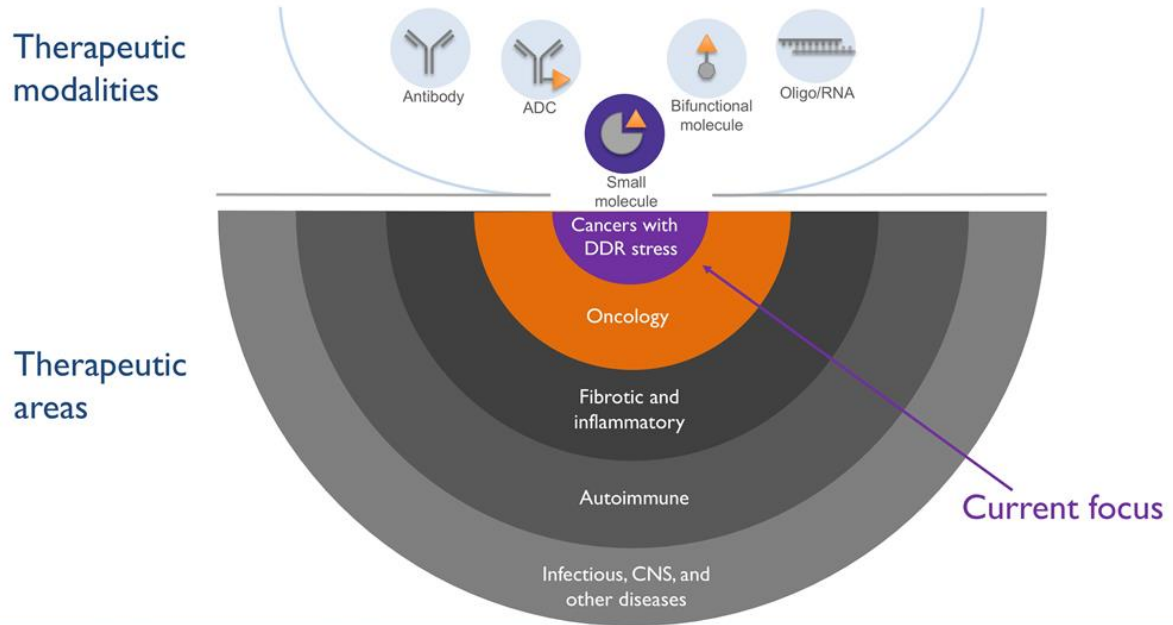 Therapeutic
modalities
Antibody
ADC
Small
molecule
Bifunctional
molecule
Oligo/RNA
Cancers with
DDR stress
Oncology
Therapeutic
areas
Fibrotic and
inflammatory
Autoimmune
Current focus
Infectious, CNS, and
other diseases